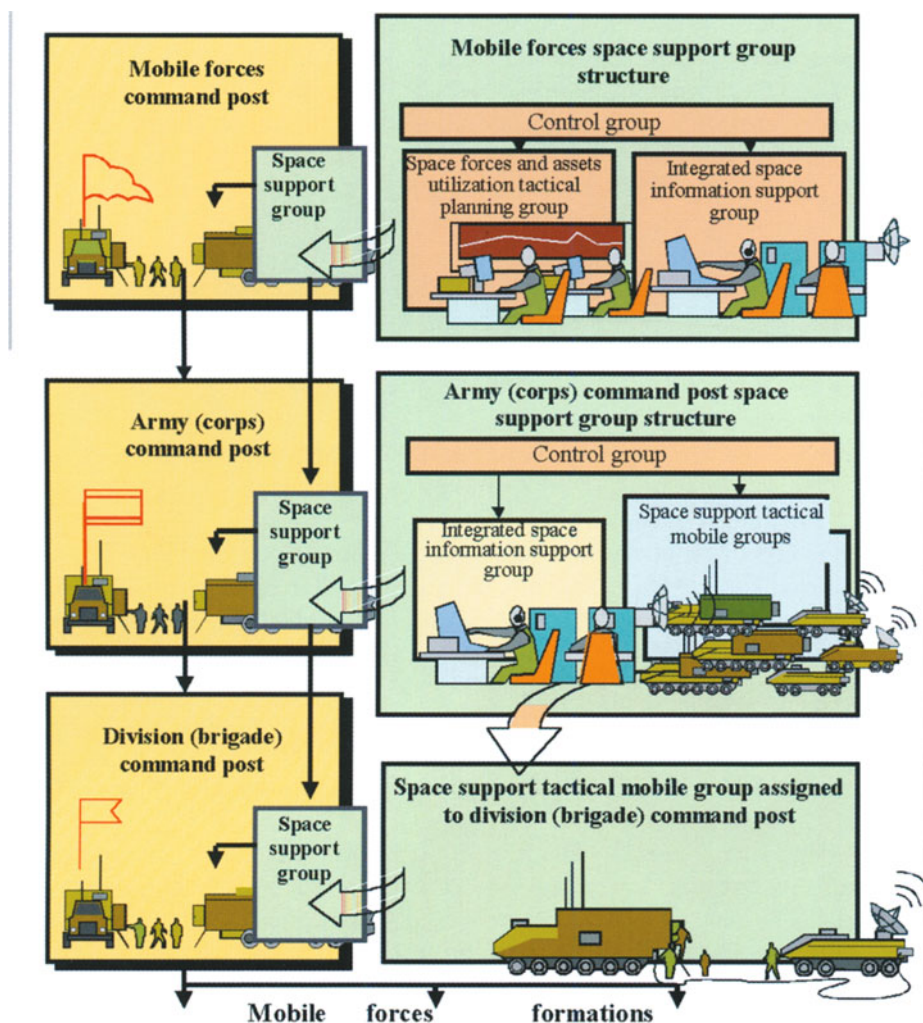 Mobile forces
command post
Space
support
group
Mobile forces space support group
structure
Control group
Space forces and assets
utilization tactical
planning group
Integrated space
information support
group
Army (corps)
command post
Space
support
group
Army (corps) command post space
support group structure
Control group
Integrated space
information support
group
Space support tactical
mobile groups
Division (brigade)
command post
Space
support
group
Space support tactical mobile group assigned
to division (brigade) command post
Mobile forces formations